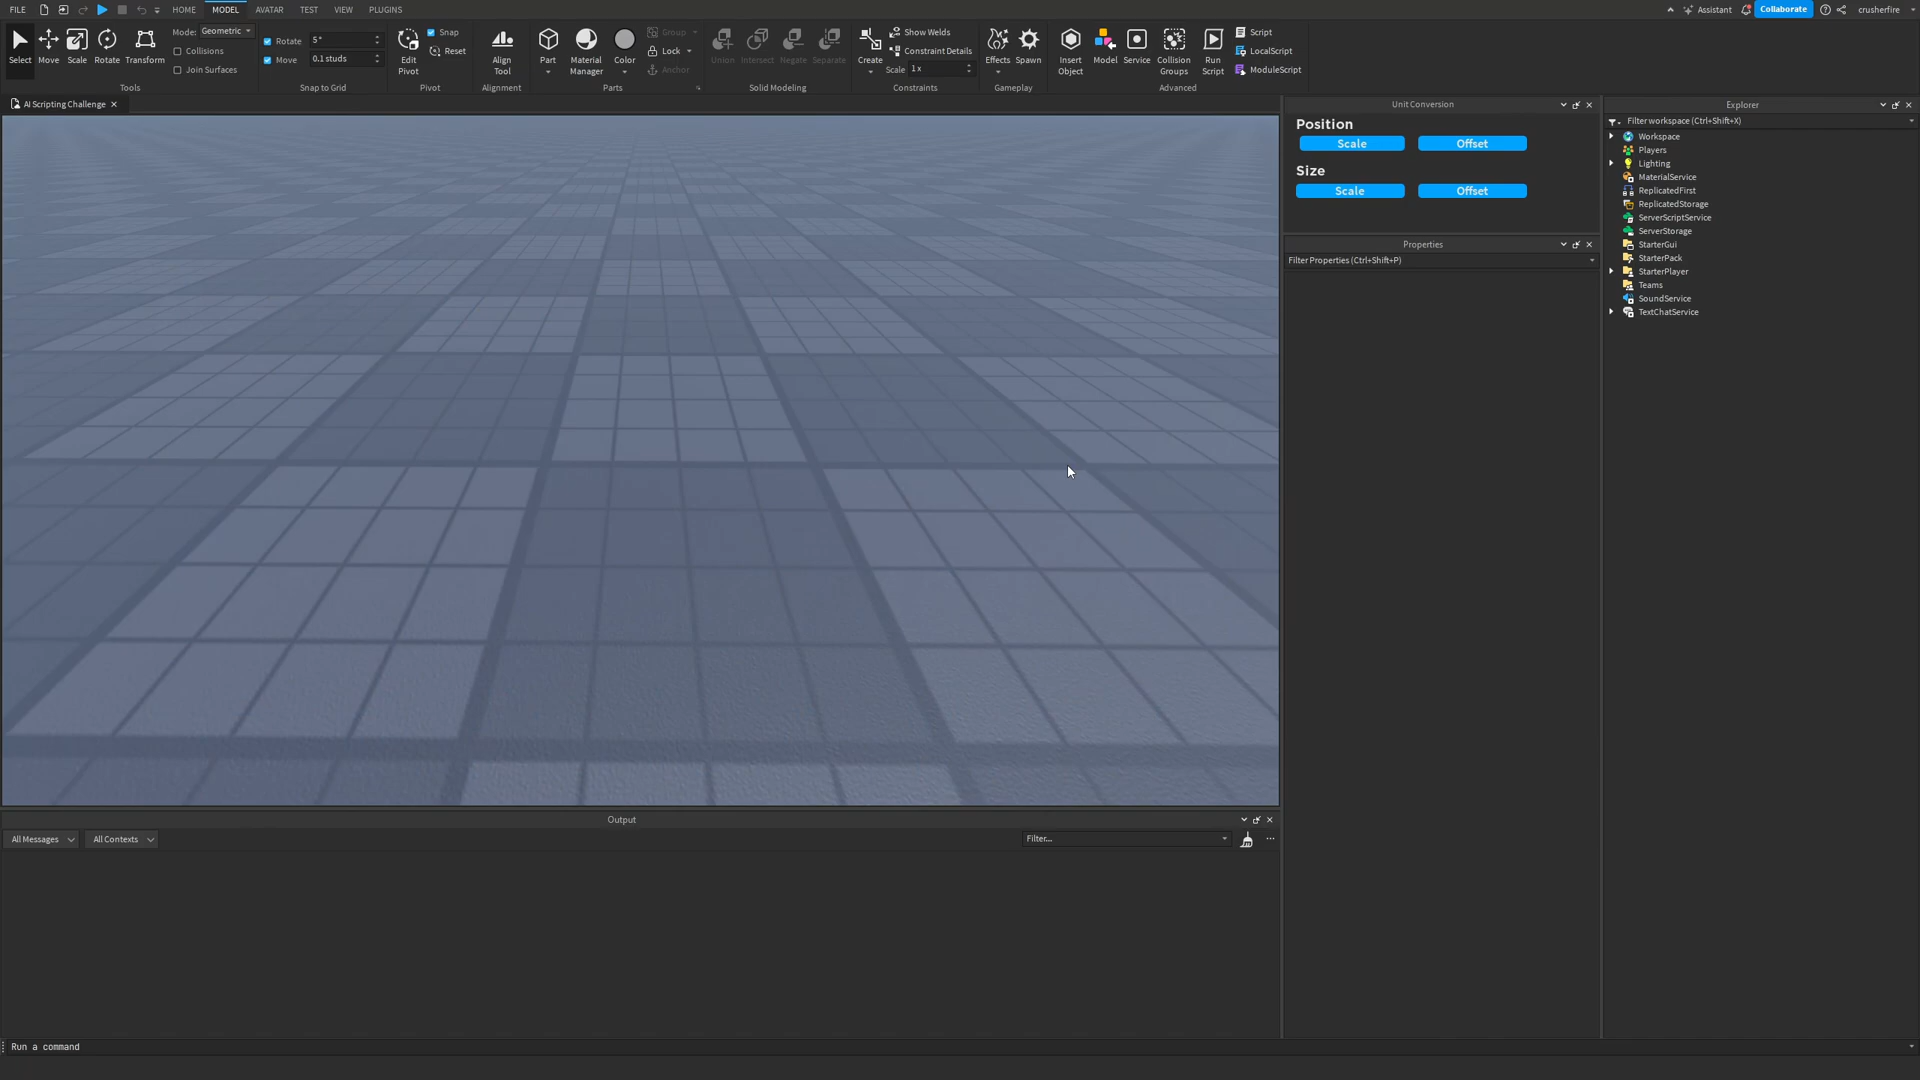 FILE
HOME
MODEL
AVATAR
TEST
VIEW
PLUGINS
Assistant
Collaborate
crusherfire
Select
Move
Scale
Rotate
Transform
Mode: Geometric
Collisions
Join Surfaces
Tools
Rotate 5 °
Move 0.1 studs
Snap to Grid
Edit
Pivot
Snap
Reset
Pivot
Align
Tool
Alignment
Part
Material
Manager
Color
Group
Lock
Anchor
Parts
Union
Intersect
Negate
Separate
Solid Modeling
Create
Show Welds
Constraint Details
Scale 1 x
Constraints
Effects
Spawn
Gameplay
Insert
Object
Model
Service
Collision
Groups
Run
Script
Script
LocalScript
ModuleScript
Advanced
AI Scripting Challenge
Unit Conversion
Position
Scale
Offset
Size
Scale
Offset
Properties
Filter Properties (Ctrl+Shift+P)
Explorer
Filter workspace (Ctrl+Shift+X)
Workspace
Players
Lighting
MaterialService
ReplicatedFirst
ReplicatedStorage
ServerScriptService
ServerStorage
StarterGui
StarterPack
StarterPlayer
Teams
SoundService
TextChatService
Output
All Messages
All Contexts
Filter...
Run a command